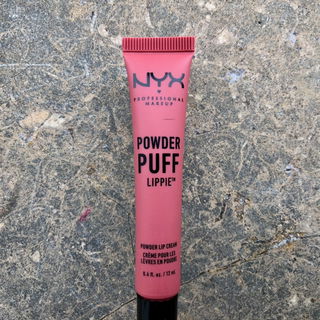 NYX
PROFESSIONAL
MAKEUP
POWDER
PUFF
LIPPIE™
POWDER LIP CREAM
CRÈME POUR LES
LÈVRES EN POUDRE
0.4 fl. oz. / 12 ml